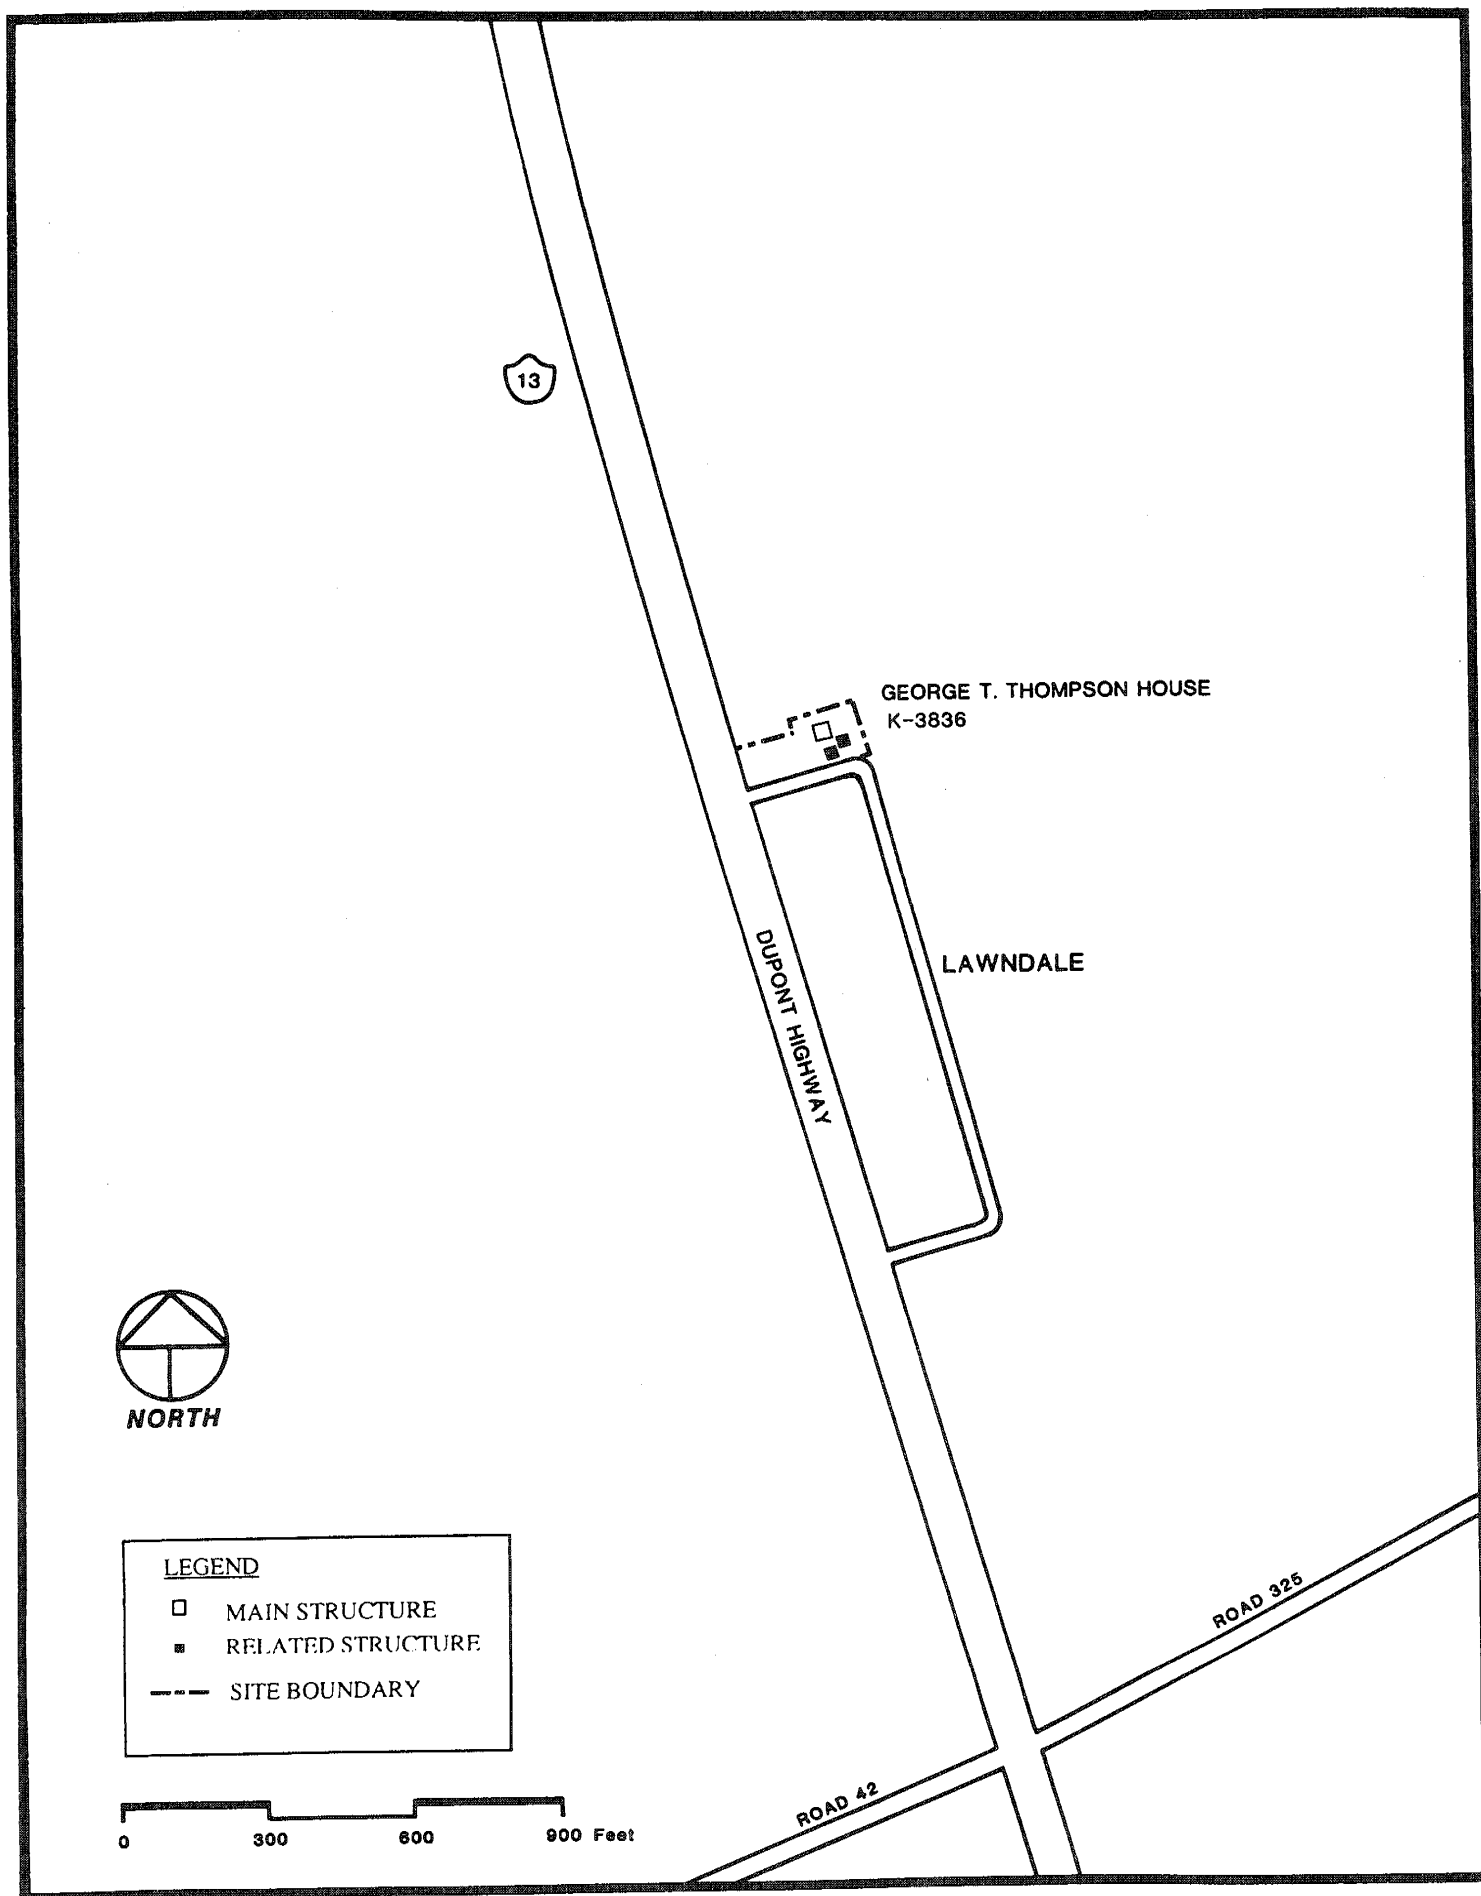 13
GEORGE T. THOMPSON HOUSE
K-3836
LAWNDALE
DUPONT HIGHWAY
NORTH
LEGEND
MAIN STRUCTURE
RELATED STRUCTURE
SITE BOUNDARY
ROAD 325
ROAD 42
0 300 600 900 Feet